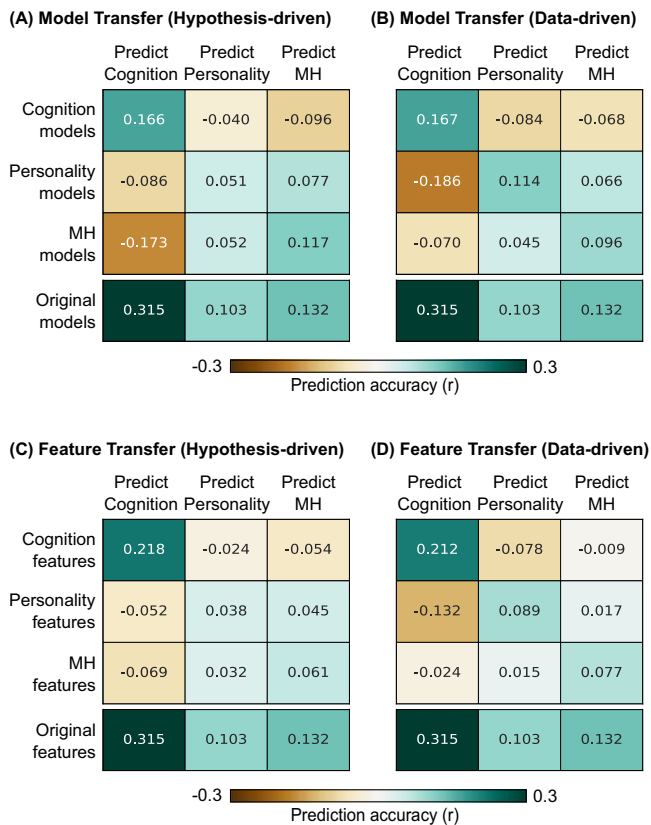 (A) Model Transfer (Hypothesis-driven)
Predict Cognition Predict Personality Predict MH
Cognition models 0.166 -0.040 -0.096
Personality models -0.086 0.051 0.077
MH models -0.173 0.052 0.117
Original models 0.315 0.103 0.132
(B) Model Transfer (Data-driven)
Predict Cognition Predict Personality Predict MH
0.167 -0.084 -0.068
-0.186 0.114 0.066
-0.070 0.045 0.096
0.315 0.103 0.132
-0.3 0.3
Prediction accuracy (r)
(C) Feature Transfer (Hypothesis-driven)
Predict Cognition Predict Personality Predict MH
Cognition features 0.218 -0.024 -0.054
Personality features -0.052 0.038 0.045
MH features -0.069 0.032 0.061
Original features 0.315 0.103 0.132
(D) Feature Transfer (Data-driven)
Predict Cognition Predict Personality Predict MH
0.212 -0.078 -0.009
-0.132 0.089 0.017
-0.024 0.015 0.077
0.315 0.103 0.132
-0.3 0.3
Prediction accuracy (r)